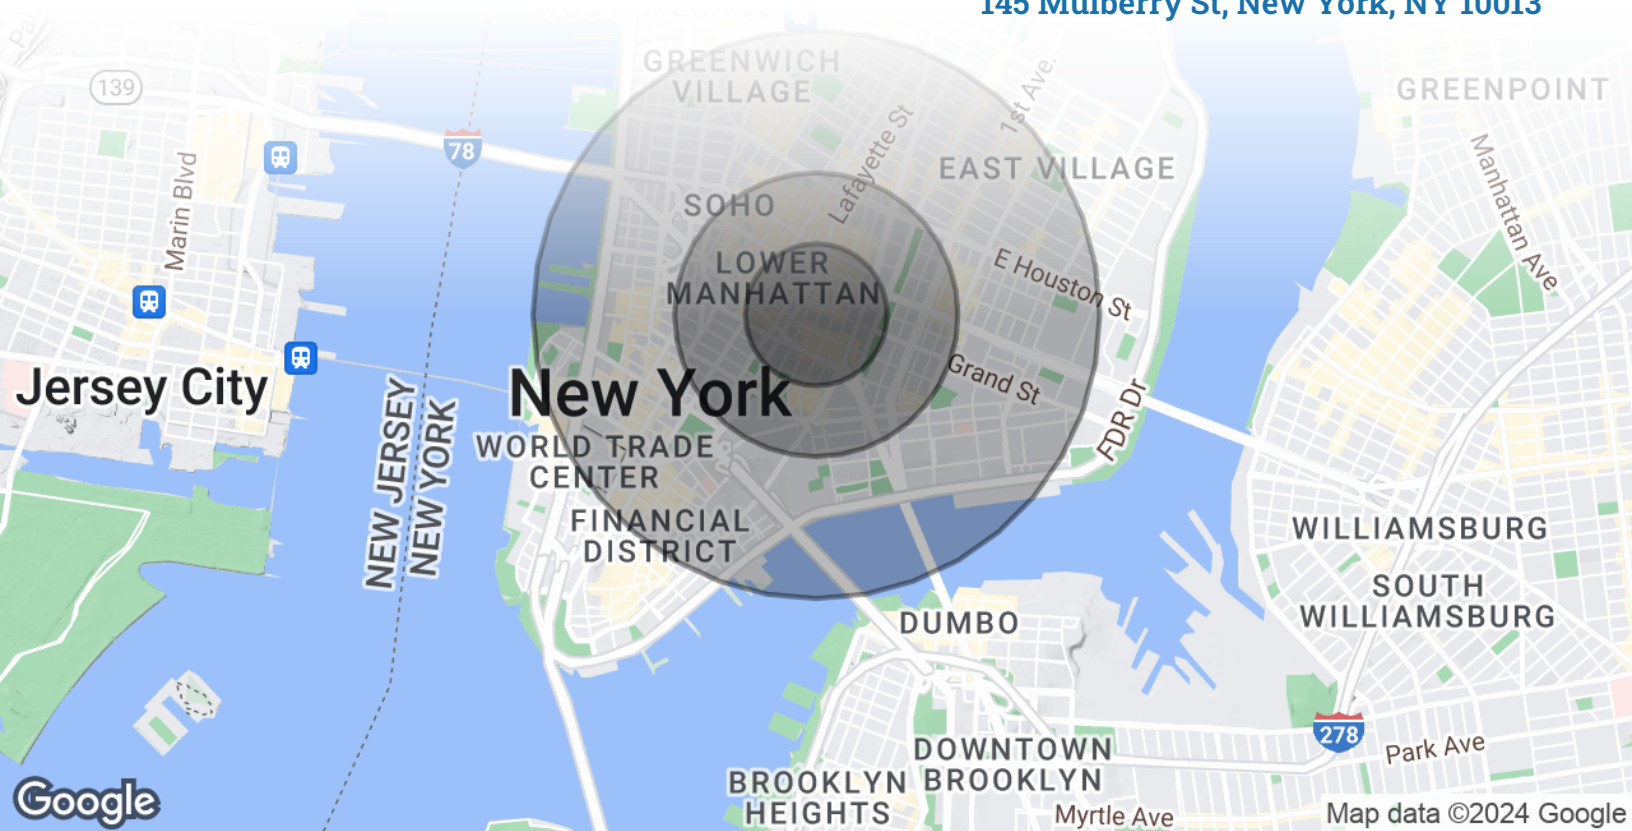 145 Mulberry St, New York, NY 10013
GREENWICH
VILLAGE
139
GREENPOINT
1st Ave.
Lafayette St
78
Marin Blvd
Manhattan Ave
EAST VILLAGE
SOHO
LOWER
MANHATTAN
E Houston St
Jersey City
New York
Grand St
FDR Dr
NEW JERSEY
NEW YORK
WORLD TRADE
CENTER
FINANCIAL
DISTRICT
WILLIAMSBURG
SOUTH
WILLIAMSBURG
DUMBO
278
Park Ave
DOWNTOWN
BROOKLYN
BROOKLYN
HEIGHTS
Myrtle Ave
Google
Map data ©2024 Google